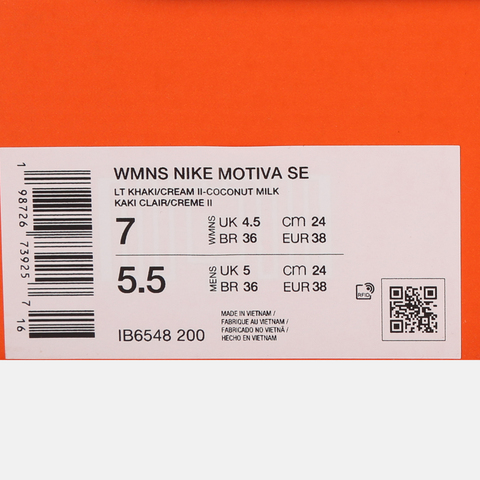 WMNS NIKE MOTIVA SE
LT KHAKI/CREAM II-COCONUT MILK
KAKI CLAIR/CREME II
7 WMNS UK 4.5 CM 24
BR 36 EUR 38
5.5 MENS UK 5 CM 24
BR 36 EUR 38
IB6548 200
MADE IN VIETNAM /
FABRIQUE AU VIETNAM /
FABRICADO NO VIETNÃ /
HECHO EN VIETNAM
RFID
1 98726 73925 7 16